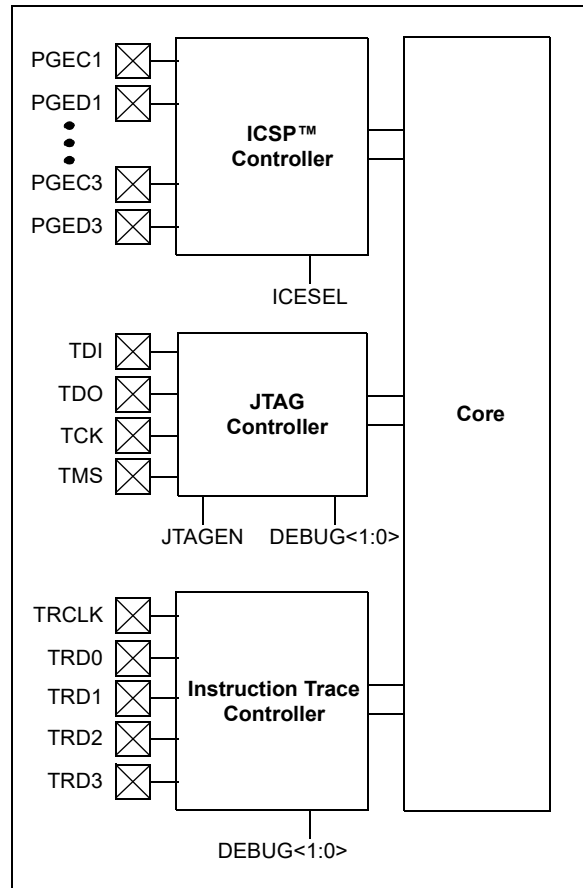 PGEC1
PGED1
PGEC3
PGED3
ICSP™
Controller
ICESEL
TDI
TDO
TCK
TMS
JTAG
Controller
JTAGEN
DEBUG<1:0>
Core
TRCLK
TRD0
TRD1
TRD2
TRD3
Instruction Trace
Controller
DEBUG<1:0>